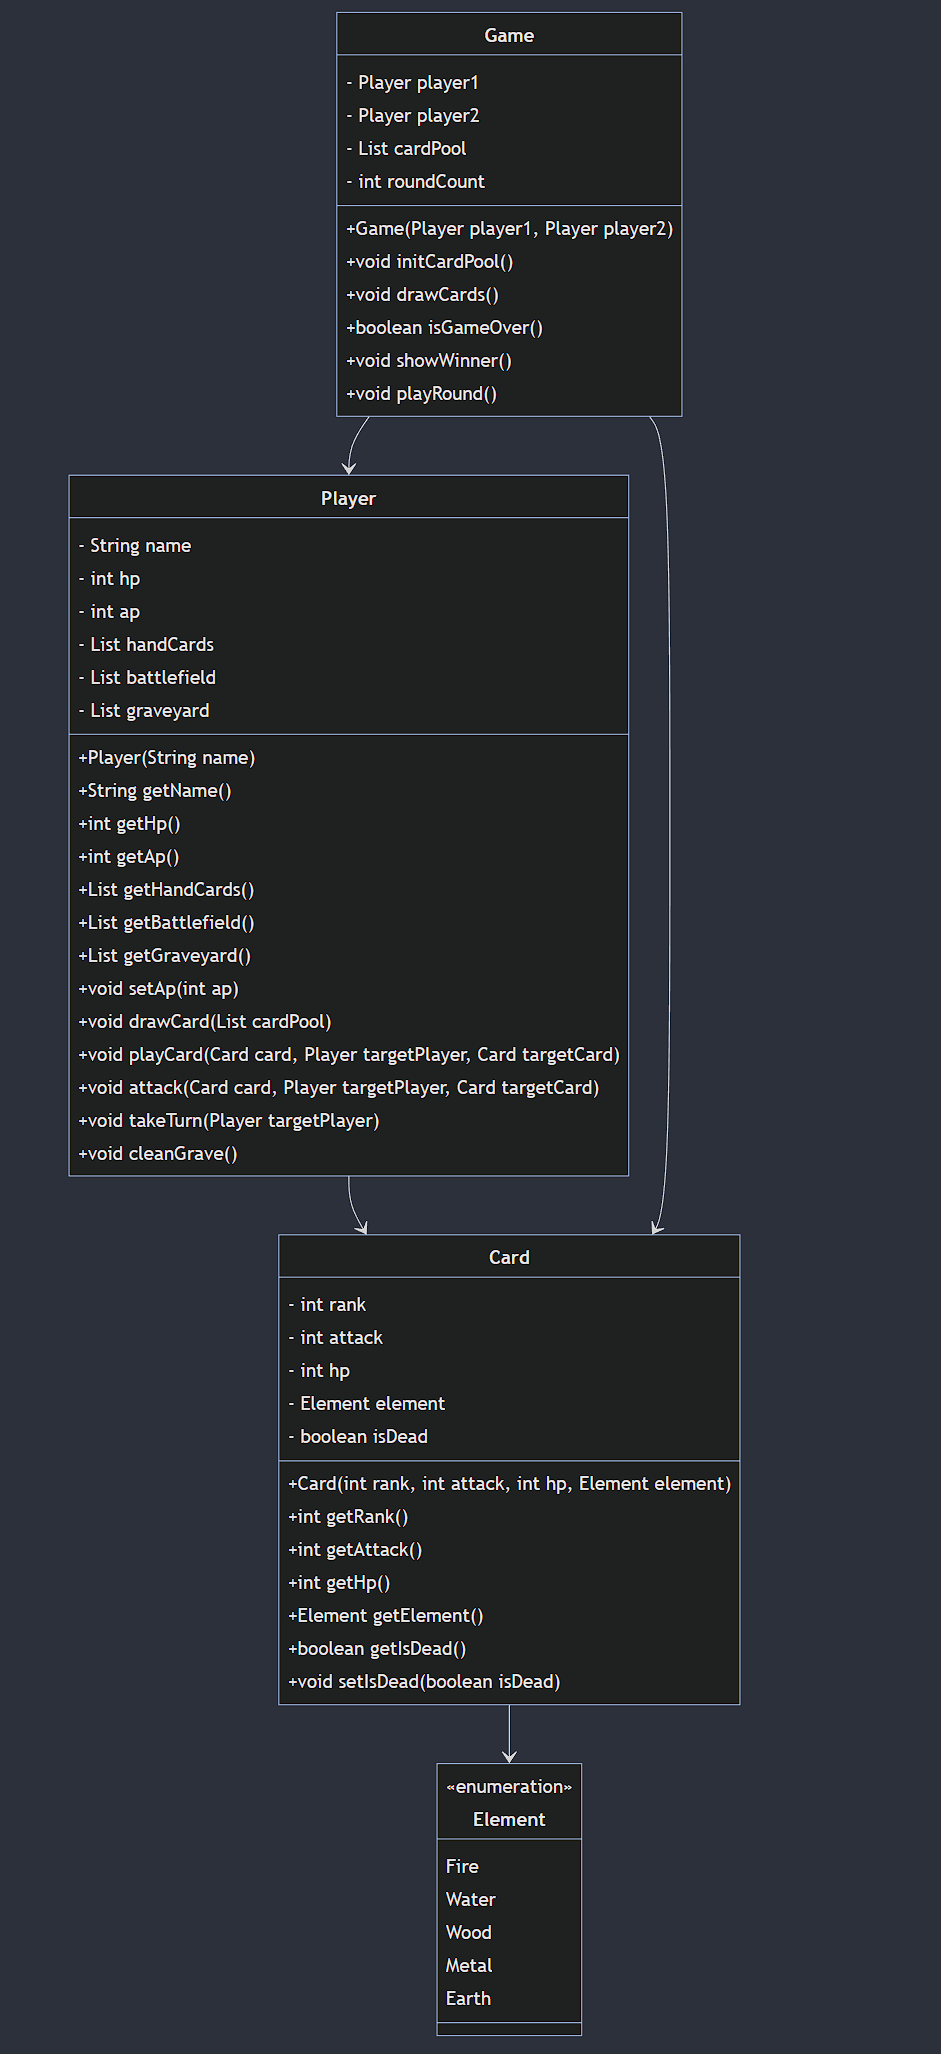 Game
- Player player1
- Player player2
- List cardPool
- int roundCount
+Game(Player player1, Player player2)
+void initCardPool()
+void drawCards()
+boolean isGameOver()
+void showWinner()
+void playRound()
Player
- String name
- int hp
- int ap
- List handCards
- List battlefield
- List graveyard
+Player(String name)
+String getName()
+int getHp()
+int getAp()
+List getHandCards()
+List getBattlefield()
+List getGraveyard()
+void setAp(int ap)
+void drawCard(List cardPool)
+void playCard(Card card, Player targetPlayer, Card targetCard)
+void attack(Card card, Player targetPlayer, Card targetCard)
+void takeTurn(Player targetPlayer)
+void cleanGrave()
Card
- int rank
- int attack
- int hp
- Element element
- boolean isDead
+Card(int rank, int attack, int hp, Element element)
+int getRank()
+int getAttack()
+int getHp()
+Element getElement()
+boolean getIsDead()
+void setIsDead(boolean isDead)
«enumeration»
Element
Fire
Water
Wood
Metal
Earth